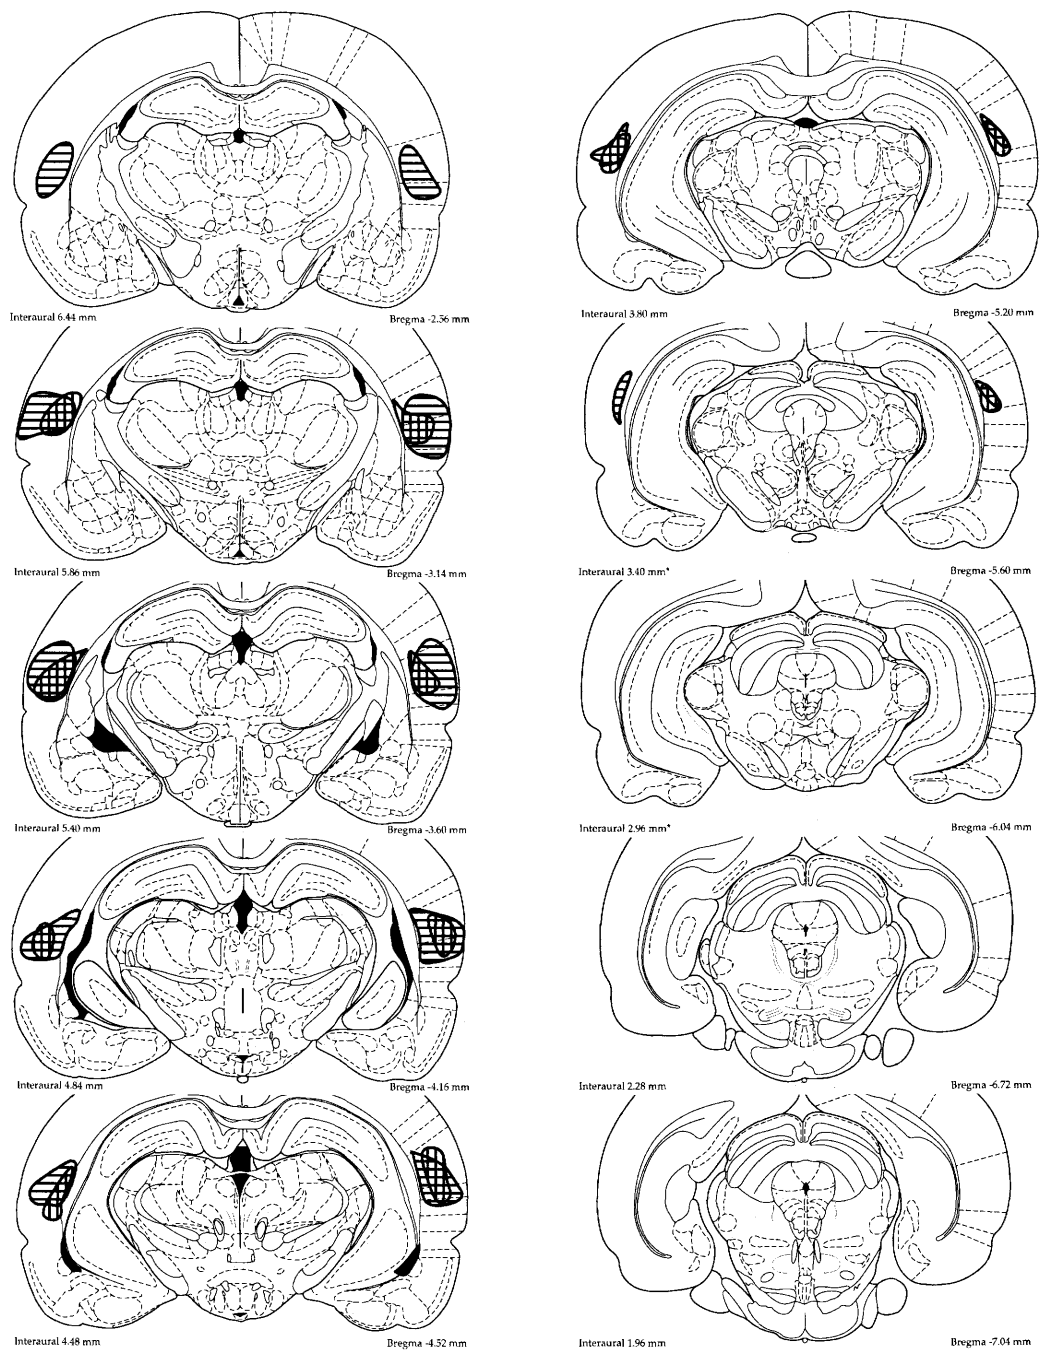 Interaural 6.44 mm
Bregma -2.56 mm
Interaural 5.86 mm
Bregma -3.14 mm
Interaural 5.40 mm
Bregma -3.60 mm
Interaural 4.84 mm
Bregma -4.16 mm
Interaural 4.48 mm
Bregma -4.52 mm
Interaural 3.80 mm
Bregma -5.20 mm
Interaural 3.40 mm*
Bregma -5.60 mm
Interaural 2.96 mm*
Bregma -6.04 mm
Interaural 2.28 mm
Bregma -6.72 mm
Interaural 1.96 mm
Bregma -7.04 mm